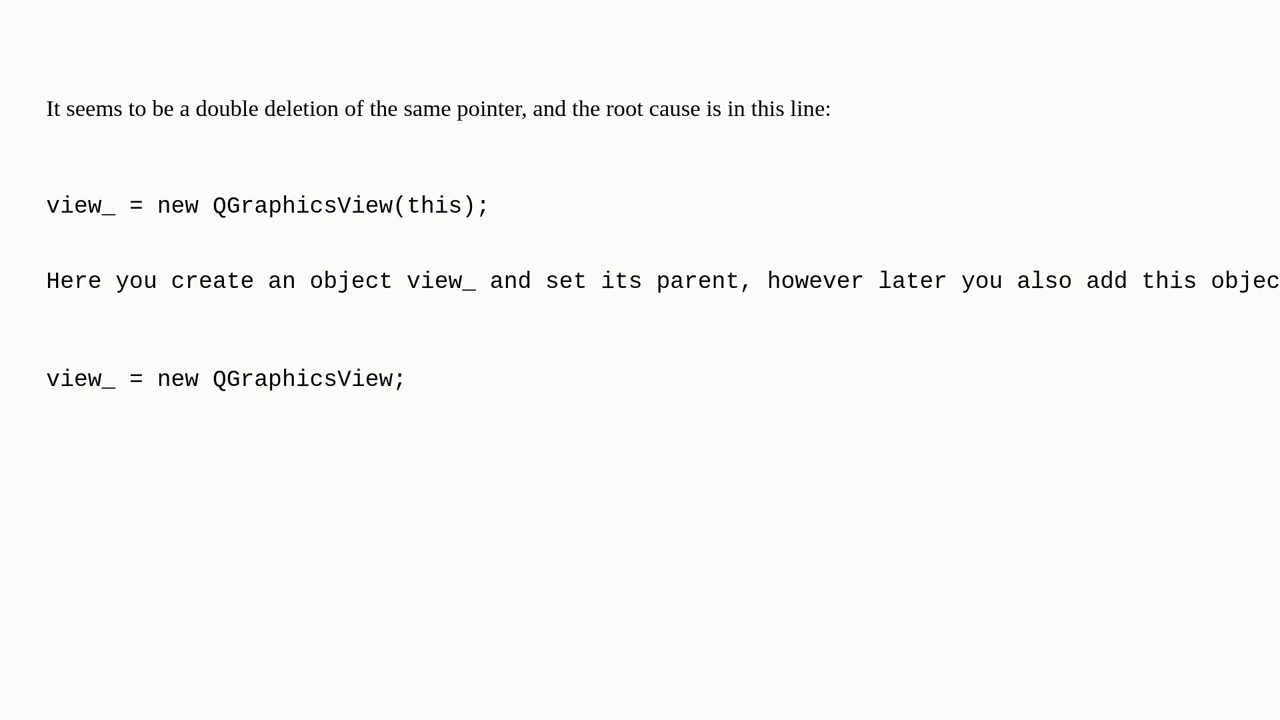 It seems to be a double deletion of the same pointer, and the root cause is in this line:
view_ = new QGraphicsView(this);
Here you create an object view_ and set its parent, however later you also add this objec
view_ = new QGraphicsView;